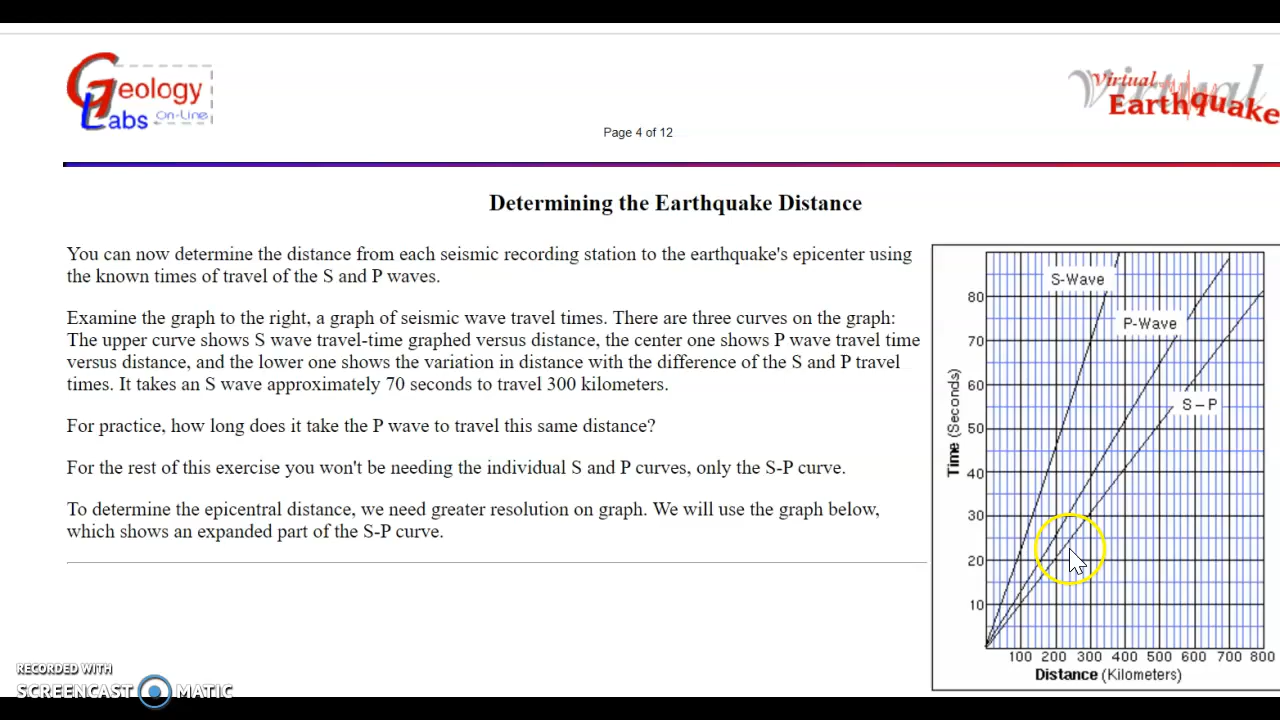 Geology
Labs On-Line
Virtual
Earthquake
Page 4 of 12
Determining the Earthquake Distance
You can now determine the distance from each seismic recording station to the earthquake's epicenter using
the known times of travel of the S and P waves.
Examine the graph to the right, a graph of seismic wave travel times. There are three curves on the graph:
The upper curve shows S wave travel-time graphed versus distance, the center one shows P wave travel time
versus distance, and the lower one shows the variation in distance with the difference of the S and P travel
times. It takes an S wave approximately 70 seconds to travel 300 kilometers.
For practice, how long does it take the P wave to travel this same distance?
For the rest of this exercise you won't be needing the individual S and P curves, only the S-P curve.
To determine the epicentral distance, we need greater resolution on graph. We will use the graph below,
which shows an expanded part of the S-P curve.
S-Wave
P-Wave
S – P
80
70
60
50
40
30
20
10
Time (Seconds)
100 200 300 400 500 600 700 800
Distance (Kilometers)
RECORDED WITH
SCREENCAST MATIC